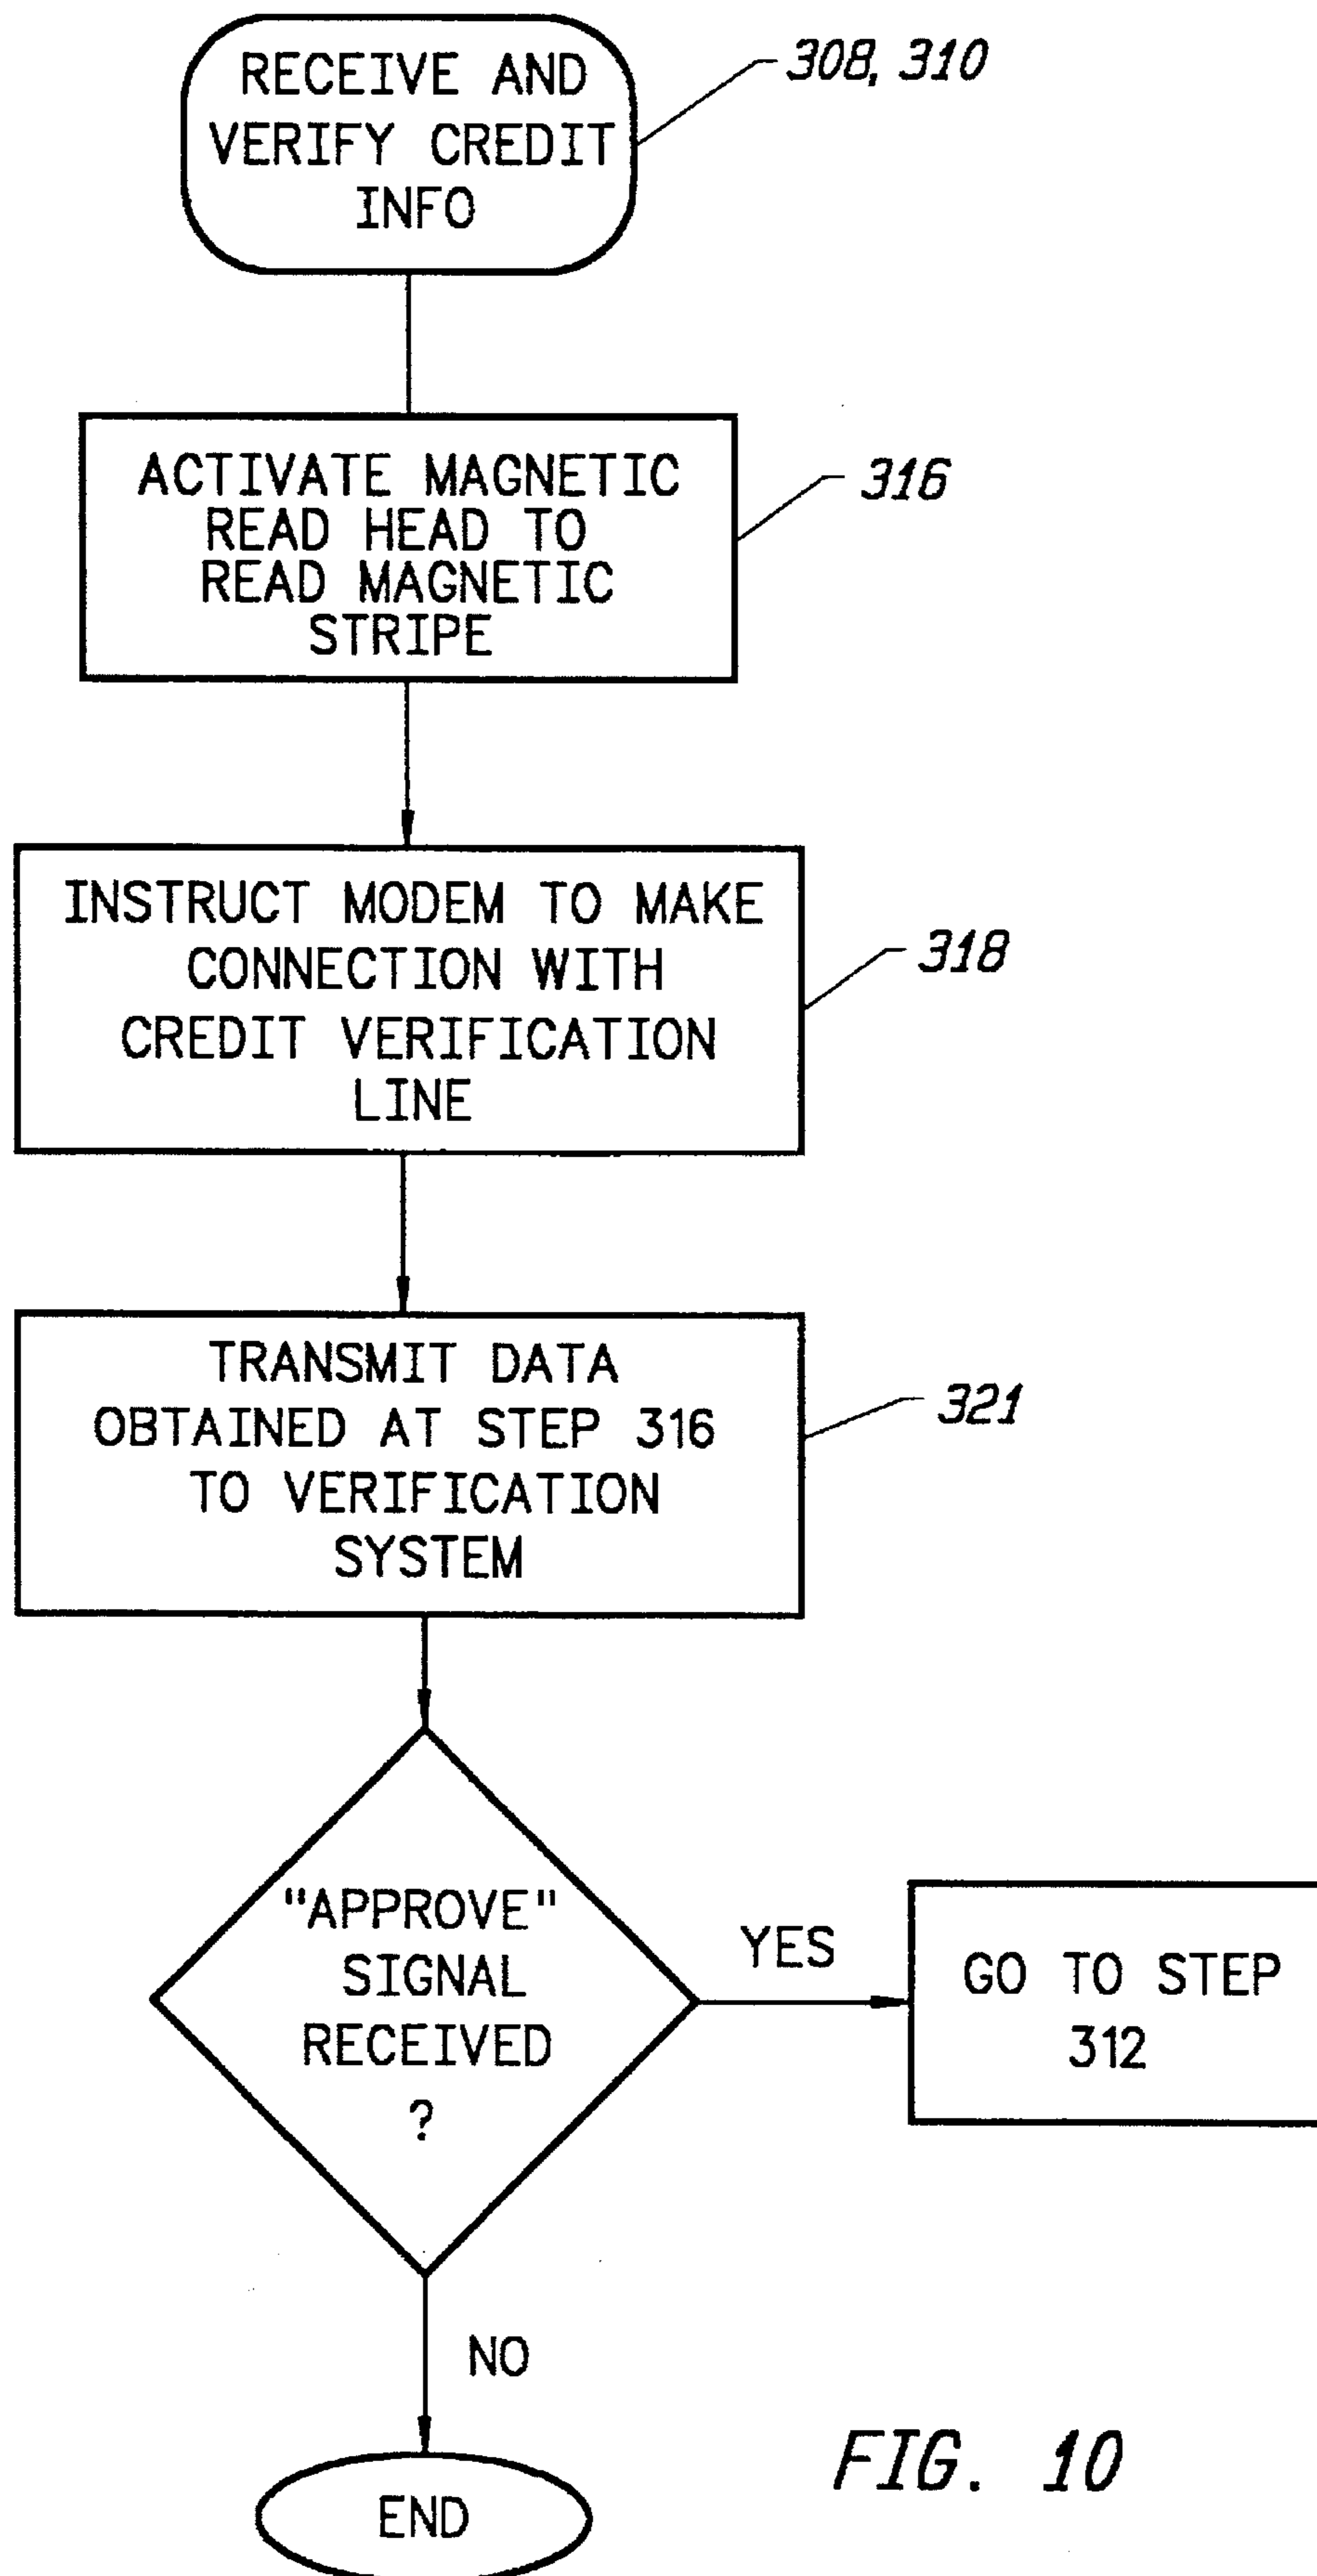 RECEIVE AND
VERIFY CREDIT
INFO
308, 310
ACTIVATE MAGNETIC
READ HEAD TO
READ MAGNETIC
STRIPE
316
INSTRUCT MODEM TO MAKE
CONNECTION WITH
CREDIT VERIFICATION
LINE
318
TRANSMIT DATA
OBTAINED AT STEP 316
TO VERIFICATION
SYSTEM
321
"APPROVE"
SIGNAL
RECEIVED
?
YES
GO TO STEP
312
NO
END
FIG. 10